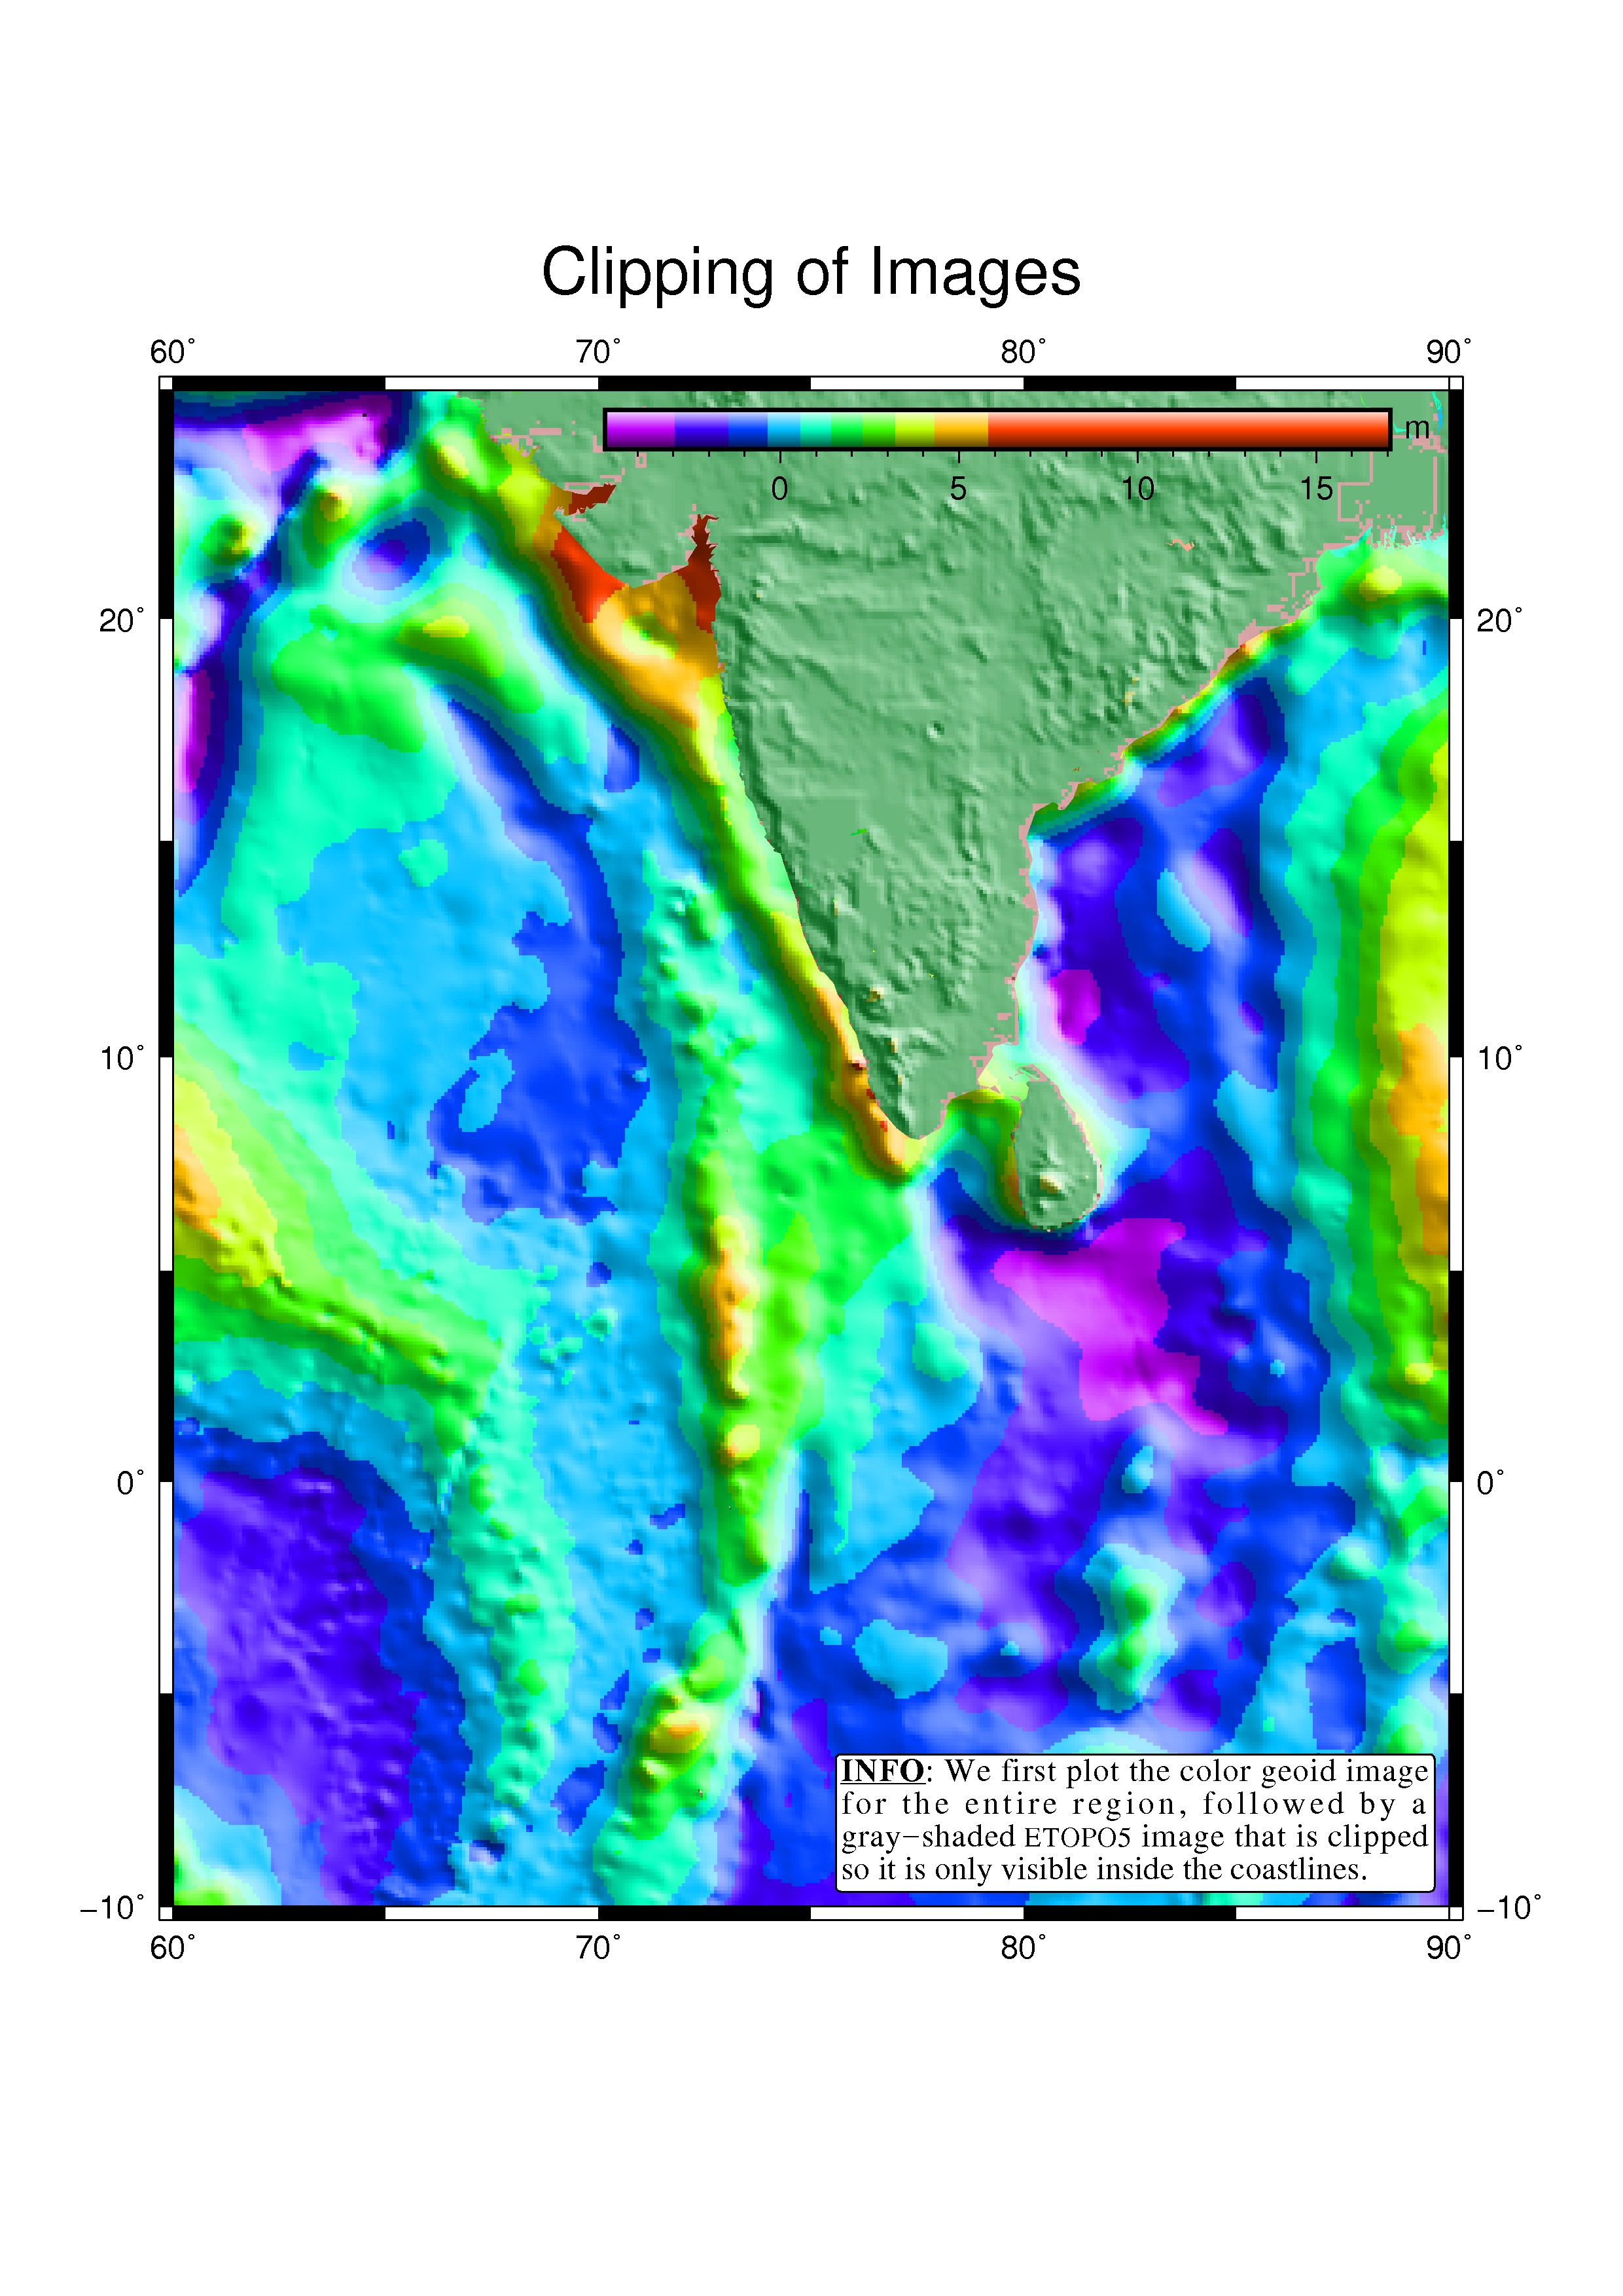 Clipping of Images
60˚ 70˚ 80˚ 90˚
m
0 5 10 15
20˚ 20˚
10˚ 10˚
0˚ 0˚
INFO: We first plot the color geoid image
for the entire region, followed by a
gray−shaded ETOPO5 image that is clipped
so it is only visible inside the coastlines.
−10˚ −10˚
60˚ 70˚ 80˚ 90˚